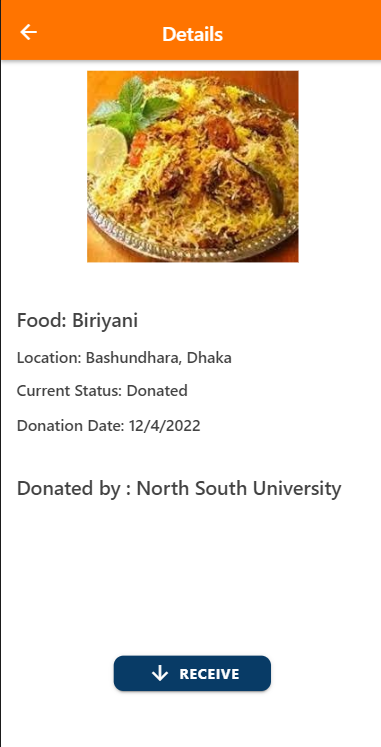 Details
Food: Biriyani
Location: Bashundhara, Dhaka
Current Status: Donated
Donation Date: 12/4/2022
Donated by : North South University
RECEIVE